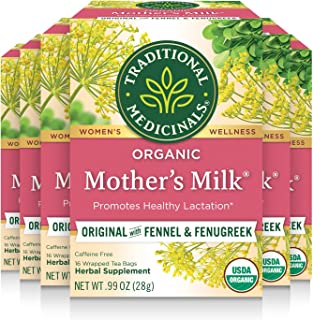 TRADITIONAL
MEDICINALS®
WOMEN'S
WELLNESS
ORGANIC
Mother's Milk®
Promotes Healthy Lactation*
ORIGINAL with FENNEL & FENUGREEK
Caffeine Free
16 Wrapped Tea Bags
Herbal Supplement
NET WT .99 OZ (28g)
USDA
ORGANIC